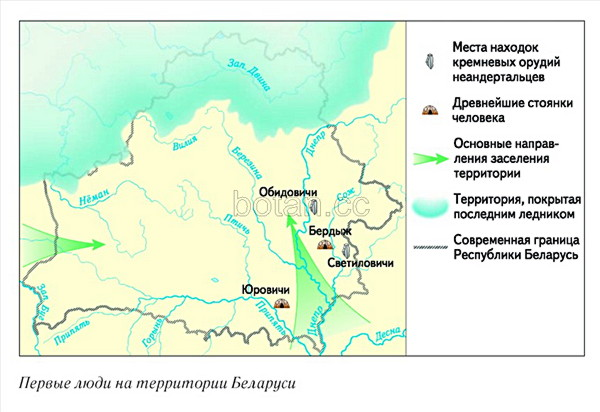 Зап. Двина
Вилия
Березина
Днепр
Нёман
Сож
Обидовичи
botan.cc
Птичь
Бердыж
Светиловичи
Юровичи
Зап. Буг
Припять
Горынь
Припять
Днепр
Десна
Места находок
кремневых орудий
неандертальцев
Древнейшие стоянки
человека
Основные направ-
ления заселения
территории
Территория, покрытая
последним ледником
Современная граница
Республики Беларусь
Первые люди на территории Беларуси